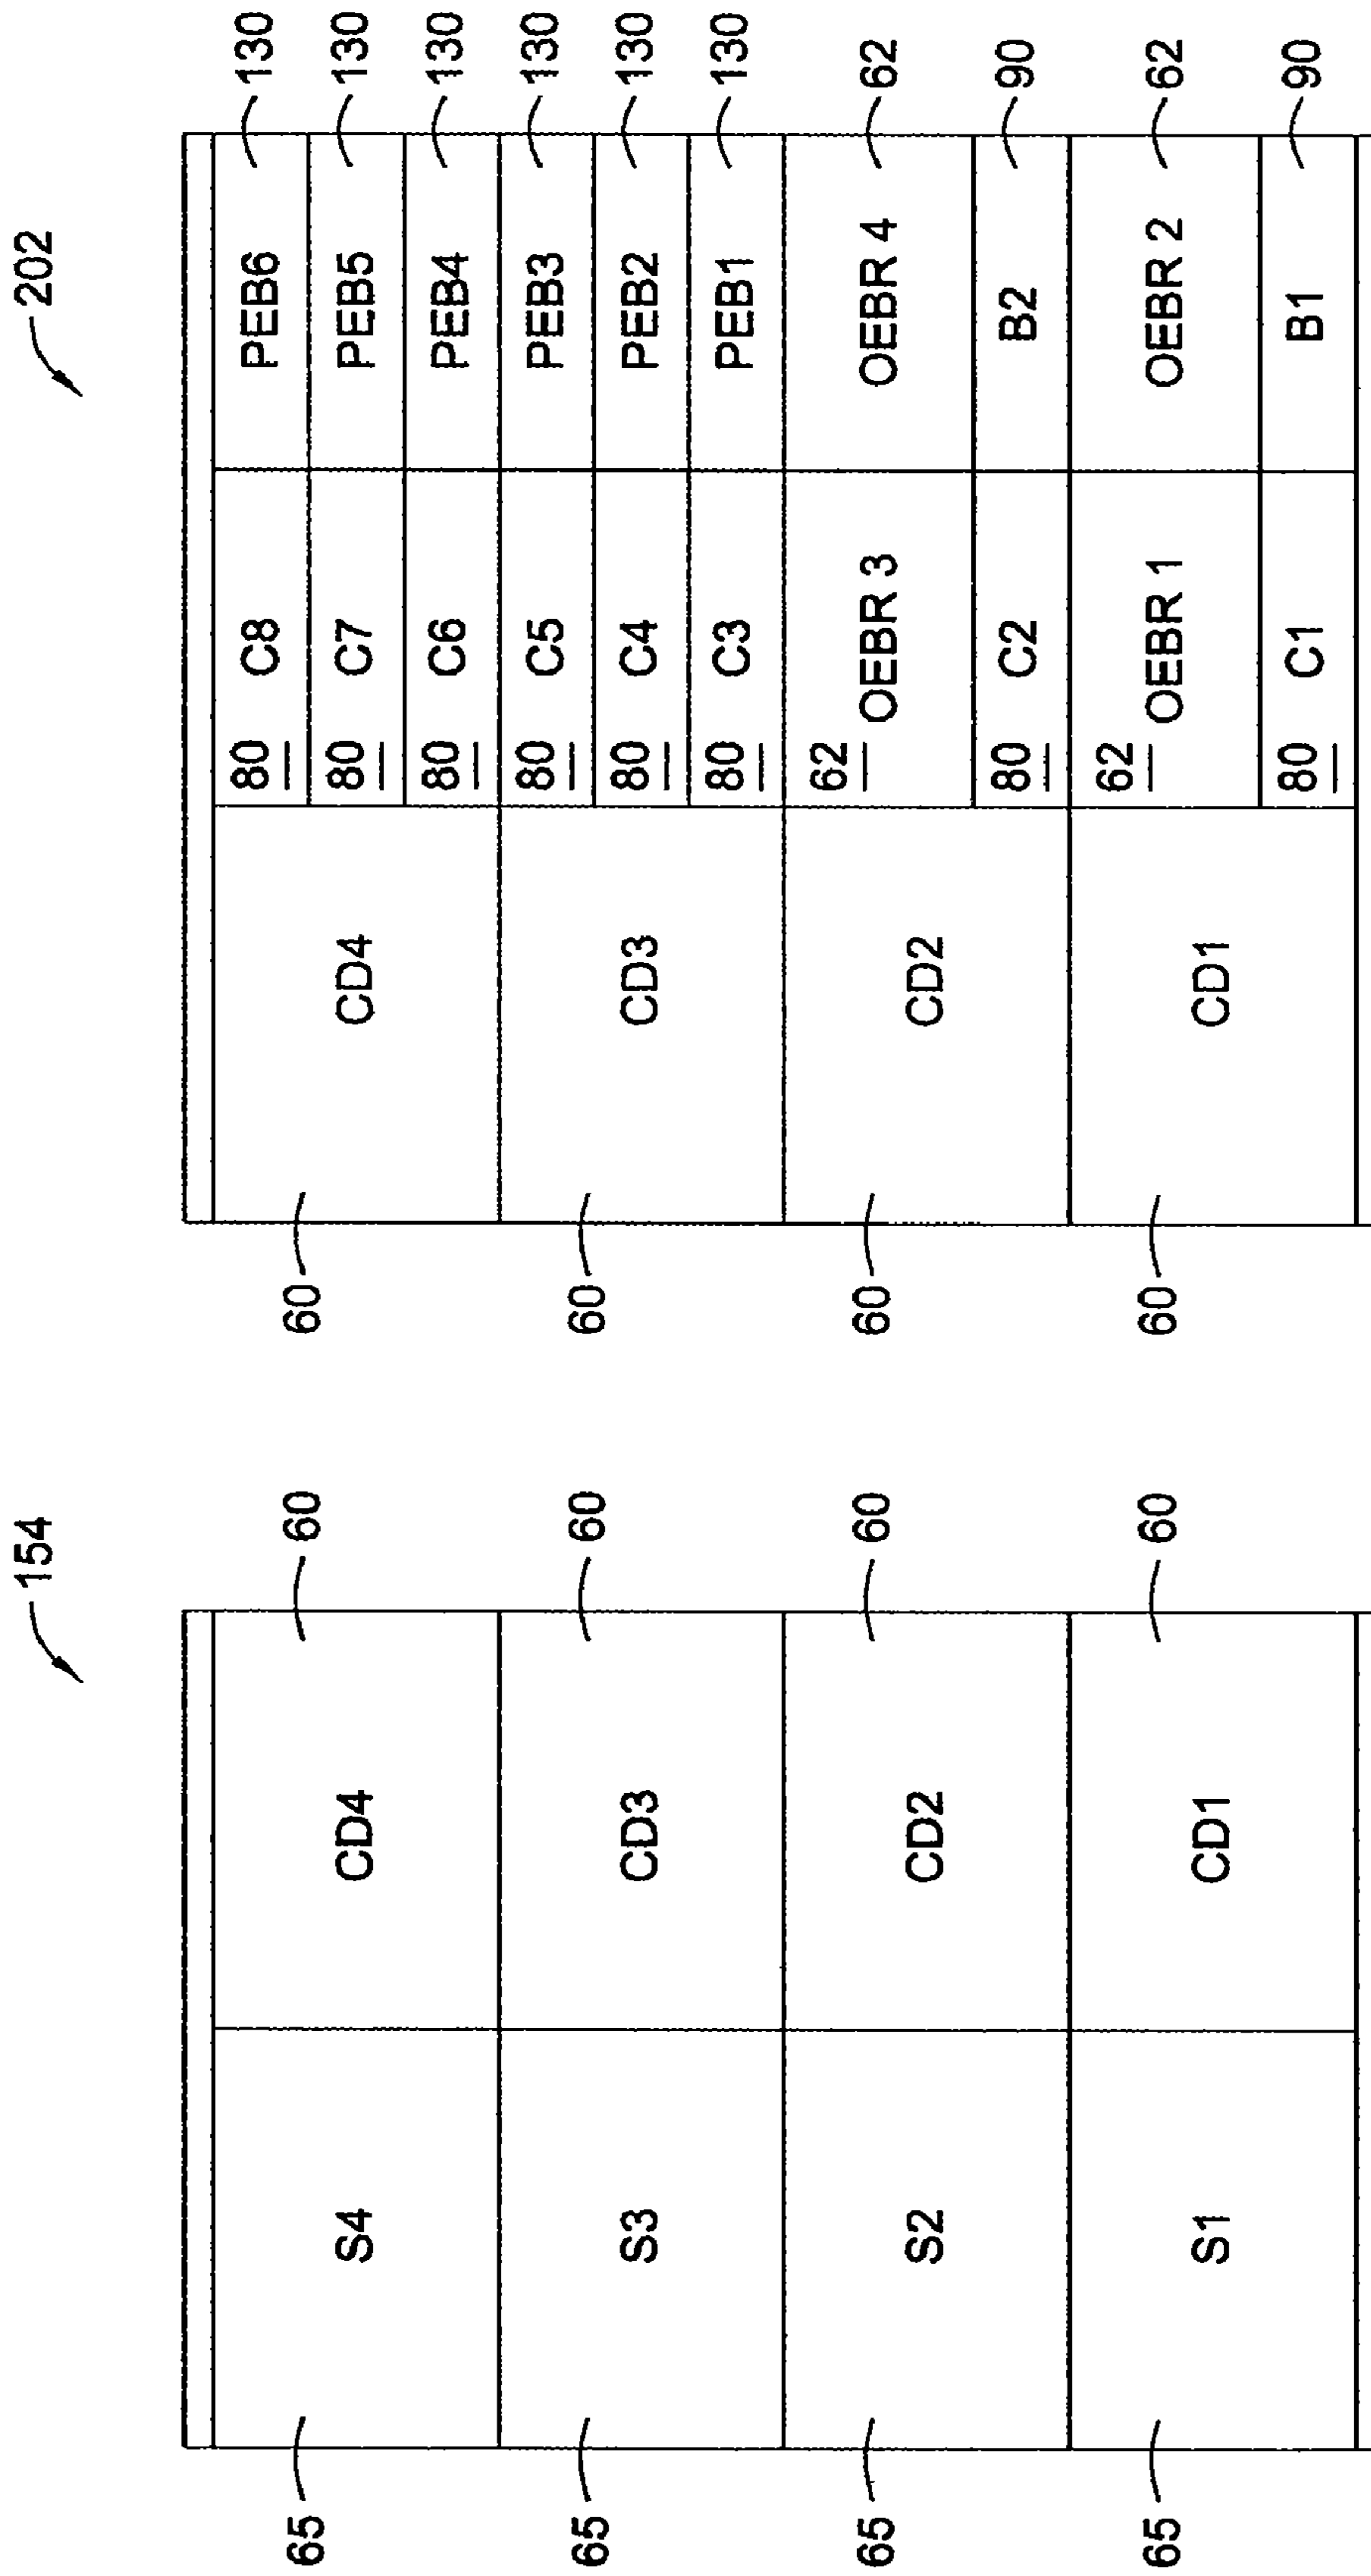 154 202
80 C8 PEB6 130
65 60 60
S4 CD4 CD4 80 C7 PEB5 130
80 C6 PEB4 130
80 C5 PEB3 130
65 60 60
S3 CD3 CD3 80 C4 PEB2 130
80 C3 PEB1 130
62
65 60 60 OEBR 3 OEBR 4 62
S2 CD2 CD2
80 C2 B2 90
62
65 60 60 OEBR 1 OEBR 2 62
S1 CD1 CD1
80 C1 B1 90